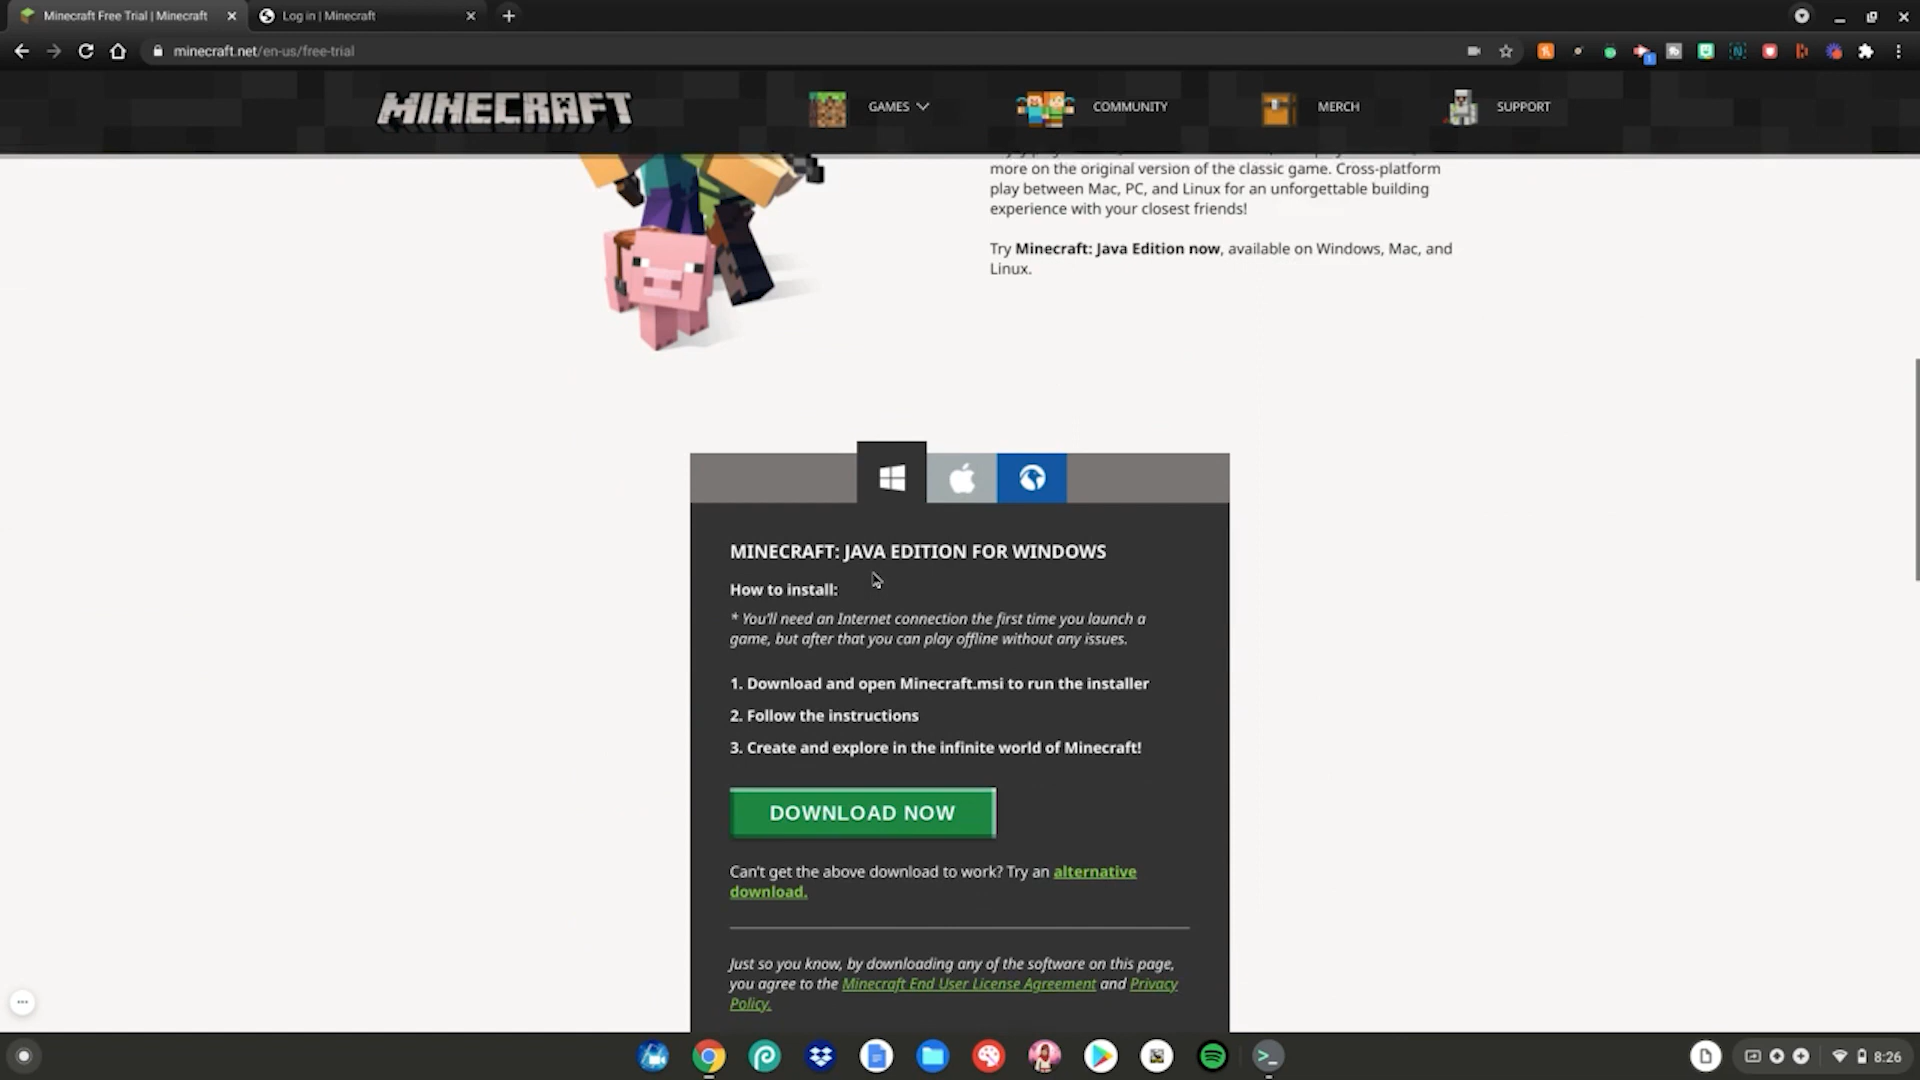 Minecraft Free Trial | Minecraft
Log in | Minecraft
minecraft.net/en-us/free-trial
MINECRAFT
GAMES
COMMUNITY
MERCH
SUPPORT
more on the original version of the classic game. Cross-platform
play between Mac, PC, and Linux for an unforgettable building
experience with your closest friends!
Try Minecraft: Java Edition now, available on Windows, Mac, and
Linux.
MINECRAFT: JAVA EDITION FOR WINDOWS
How to install:
* You'll need an Internet connection the first time you launch a
game, but after that you can play offline without any issues.
1. Download and open Minecraft.msi to run the installer
2. Follow the instructions
3. Create and explore in the infinite world of Minecraft!
DOWNLOAD NOW
Can't get the above download to work? Try an alternative
download.
Just so you know, by downloading any of the software on this page,
you agree to the Minecraft End User License Agreement and Privacy
Policy.
8:26